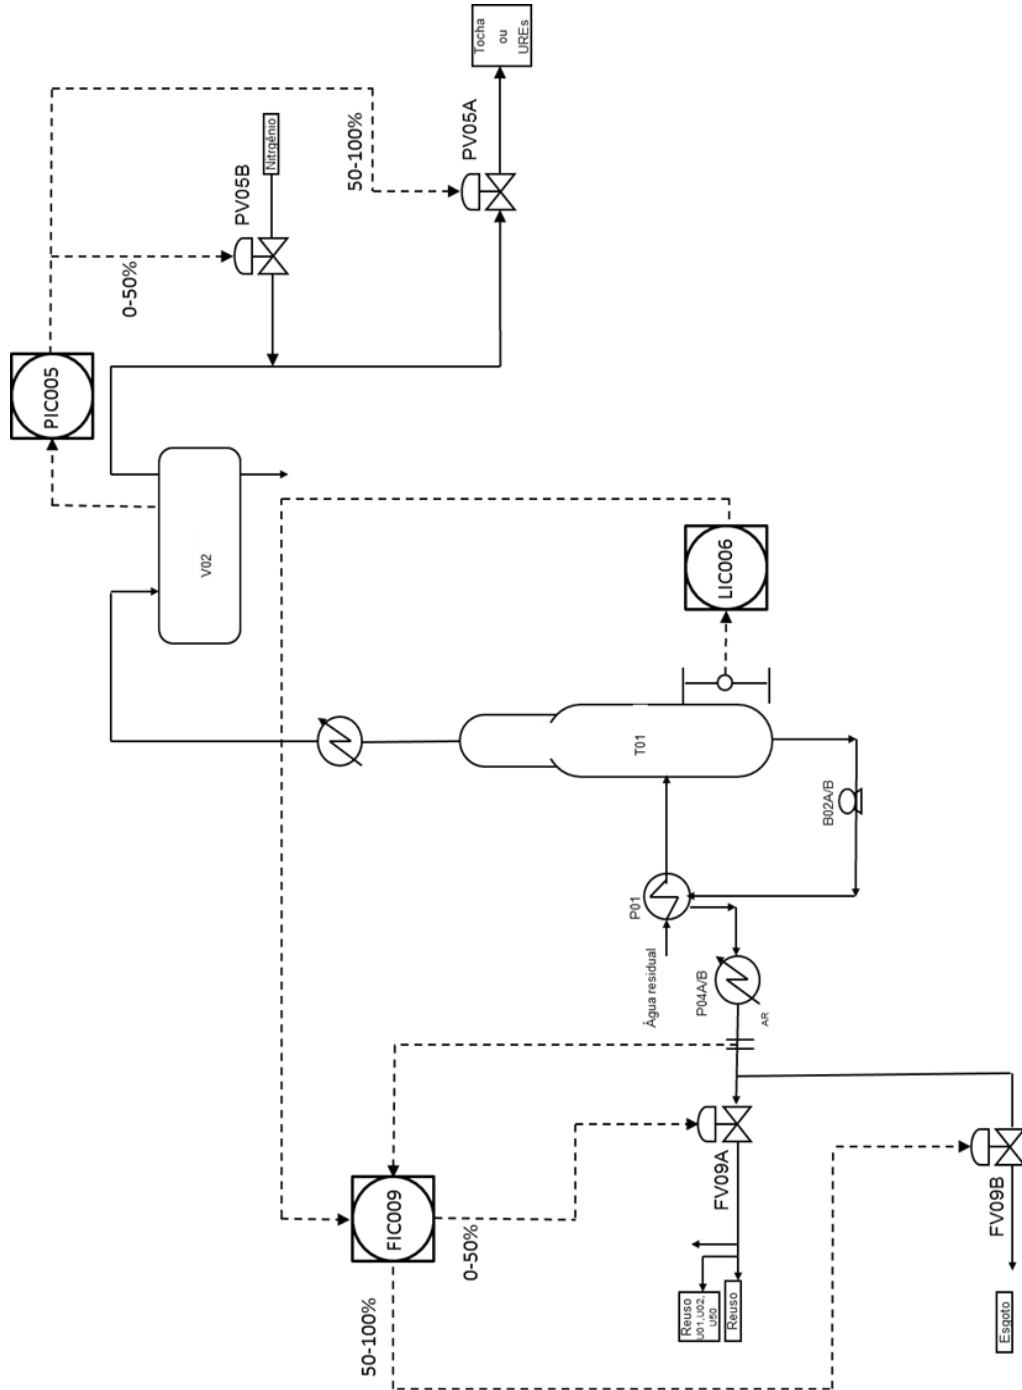 FIC009
50-100%
0-50%
Reuso
U01,U02,
U50
Reuso
FV09A
Esgoto
FV09B
Água residual
P01
P04A/B
AR
B02A/B
T01
LIC006
V02
PIC005
0-50%
PV05B
Nitrgênio
50-100%
PV05A
Tocha
ou
UREs